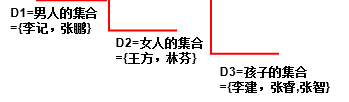 D1=男人的集合
={李记，张鹏}
D2=女人的集合
={王方，林芬}
D3=孩子的集合
={李建，张睿,张智}